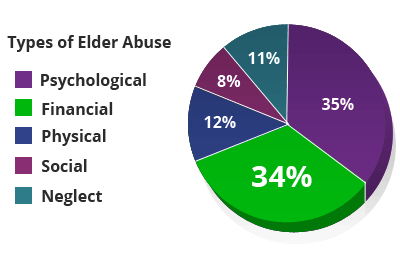 Types of Elder Abuse
Psychological
Financial
Physical
Social
Neglect
11%
8%
35%
12%
34%